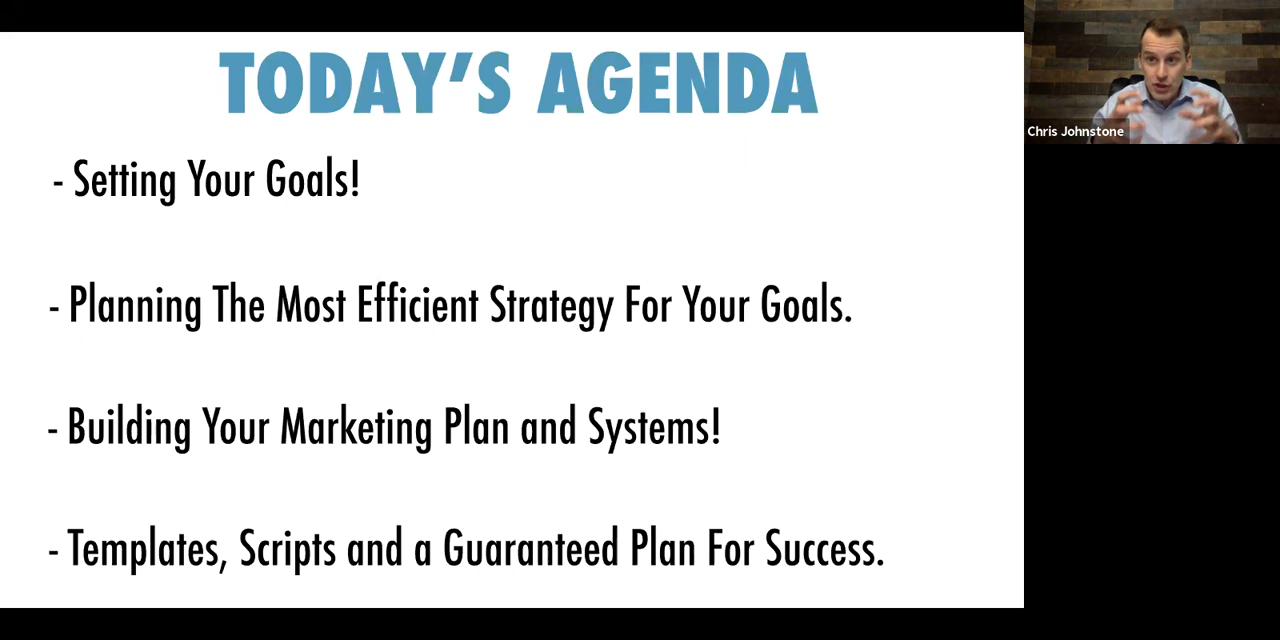 TODAY'S AGENDA
- Setting Your Goals!
- Planning The Most Efficient Strategy For Your Goals.
- Building Your Marketing Plan and Systems!
- Templates, Scripts and a Guaranteed Plan For Success.
Chris Johnstone